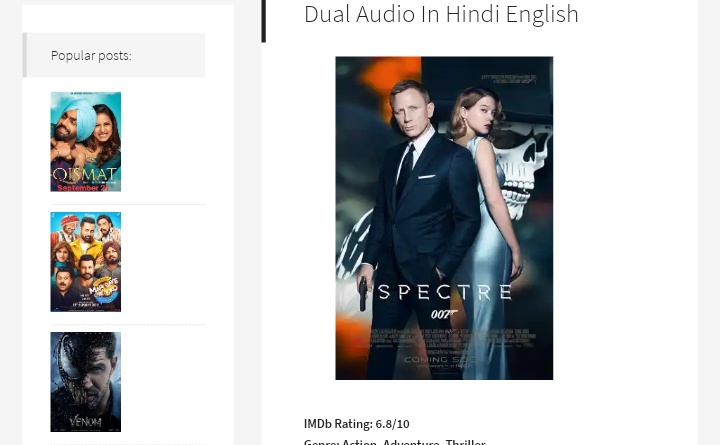 Dual Audio In Hindi English
Popular posts:
QISMAT
September 21
VENOM
SPECTRE
007
COMING SOON
IMDb Rating: 6.8/10
Genre: Action, Adventure, Thriller